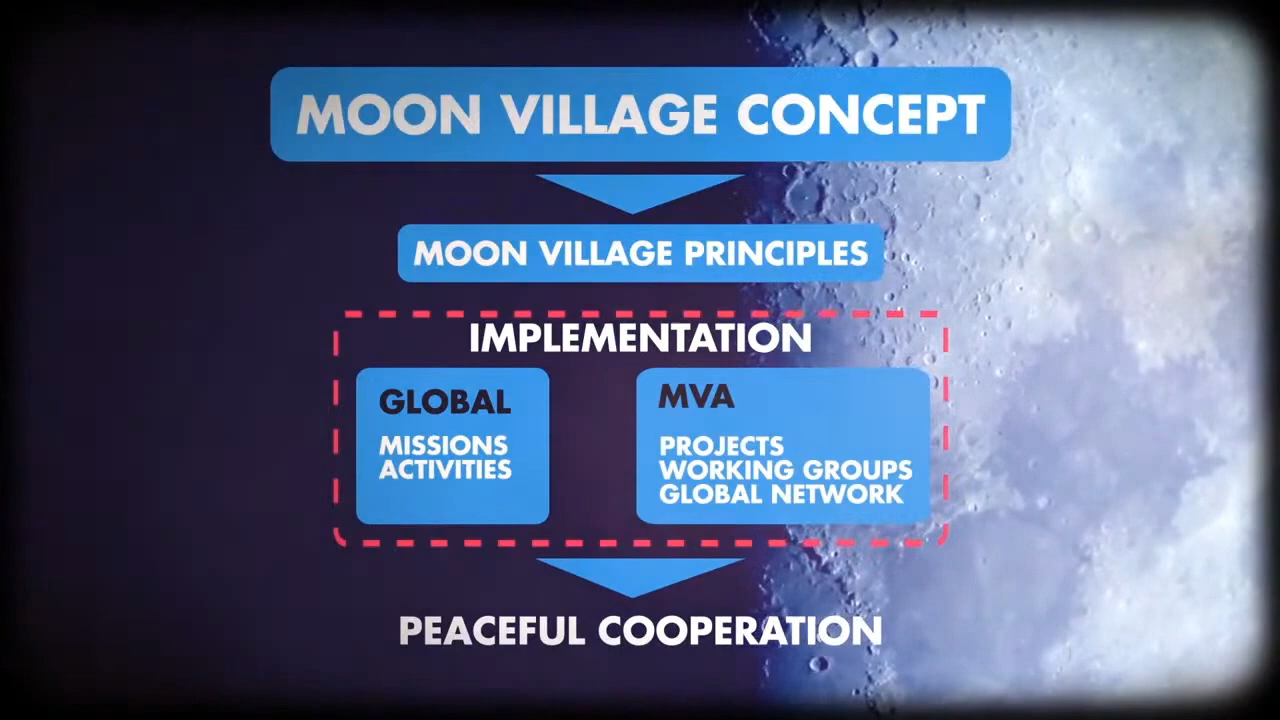 MOON VILLAGE CONCEPT
MOON VILLAGE PRINCIPLES
IMPLEMENTATION
GLOBAL
MISSIONS
ACTIVITIES
MVA
PROJECTS
WORKING GROUPS
GLOBAL NETWORK
PEACEFUL COOPERATION